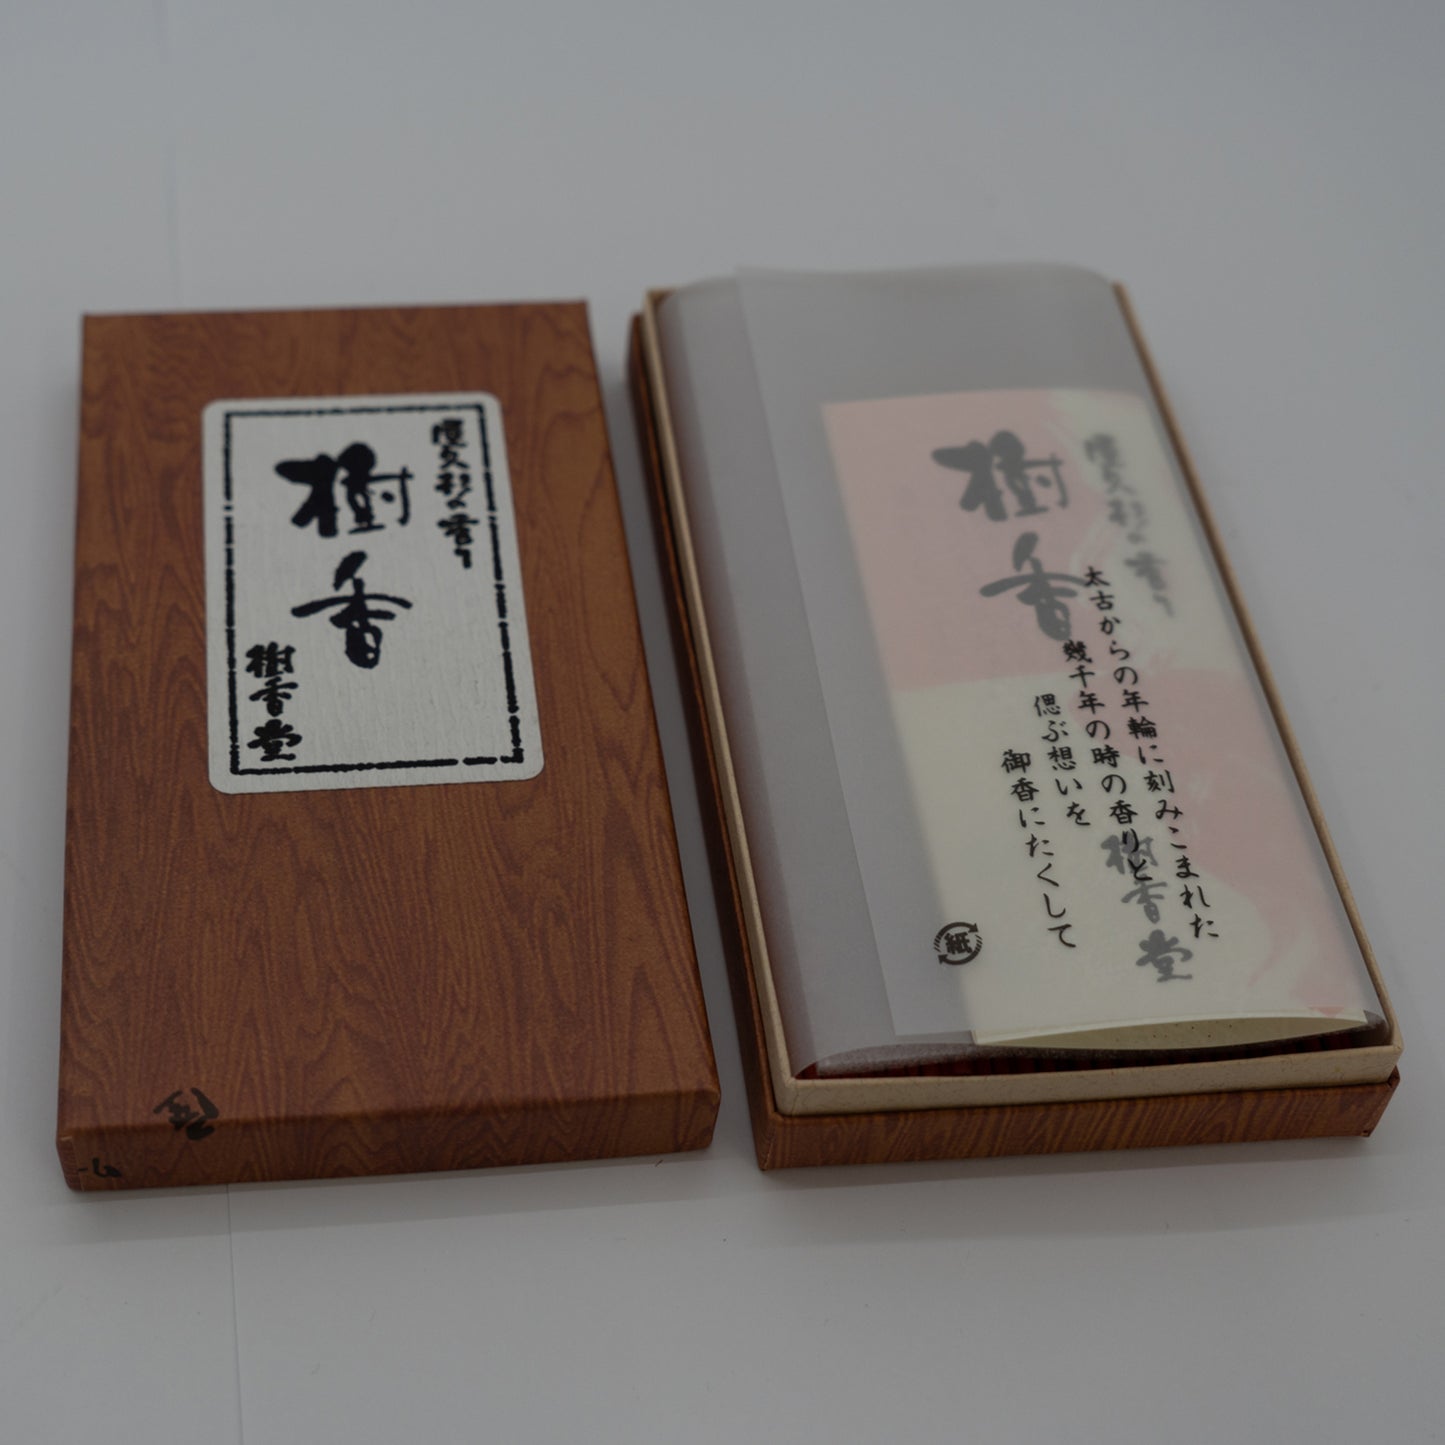 屋久杉の香り
樹香
樹香堂
屋久杉の香り
樹香
樹香堂
太古からの年輪に刻みこまれた
幾千年の時の香りと
偲ぶ想いを
御香にたくして
紙